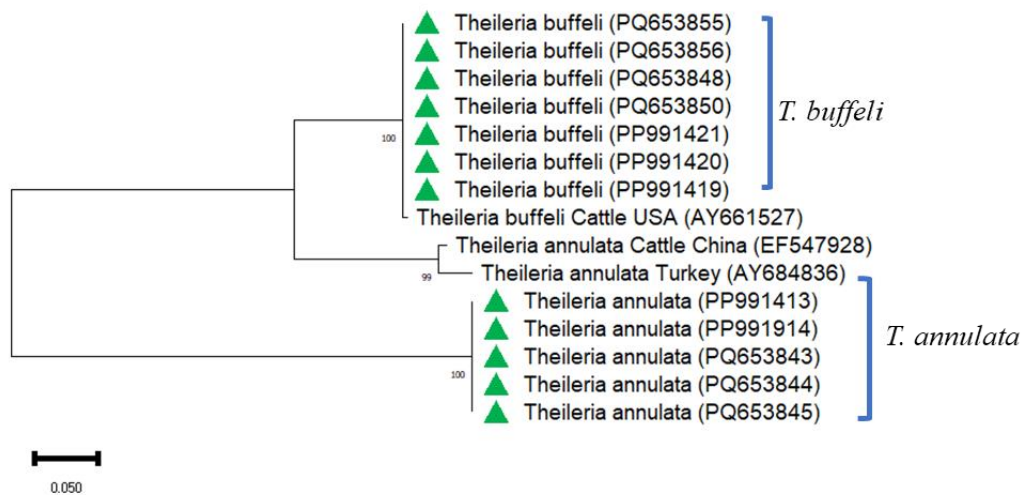 Theileria buffeli (PQ653855)
Theileria buffeli (PQ653856)
Theileria buffeli (PQ653848)
Theileria buffeli (PQ653850)
Theileria buffeli (PP991421)
Theileria buffeli (PP991420)
Theileria buffeli (PP991419)
T. buffeli
100
Theileria buffeli Cattle USA (AY661527)
Theileria annulata Cattle China (EF547928)
Theileria annulata Turkey (AY684836)
99
Theileria annulata (PP991413)
Theileria annulata (PP991914)
Theileria annulata (PQ653843)
Theileria annulata (PQ653844)
Theileria annulata (PQ653845)
T. annulata
100
0.050